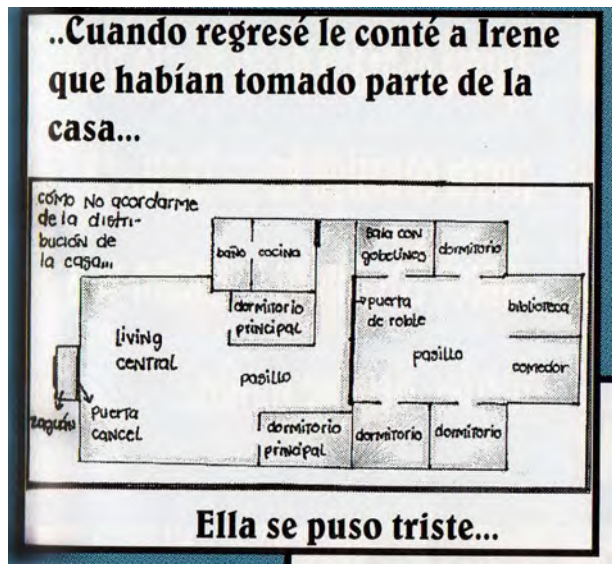 ..Cuando regresé le conté a Irene
que habían tomado parte de la
casa...
cómo No acordarme
de la distri-
bución de
la casa...
baño
cocina
Sala con
gobelinos
dormitorio
dormitorio
principal
puerta
de roble
biblioteca
Living
central
pasillo
pasillo
comedor
zaguán
Puerta
cancel
dormitorio
principal
dormitorio
dormitorio
Ella se puso triste...